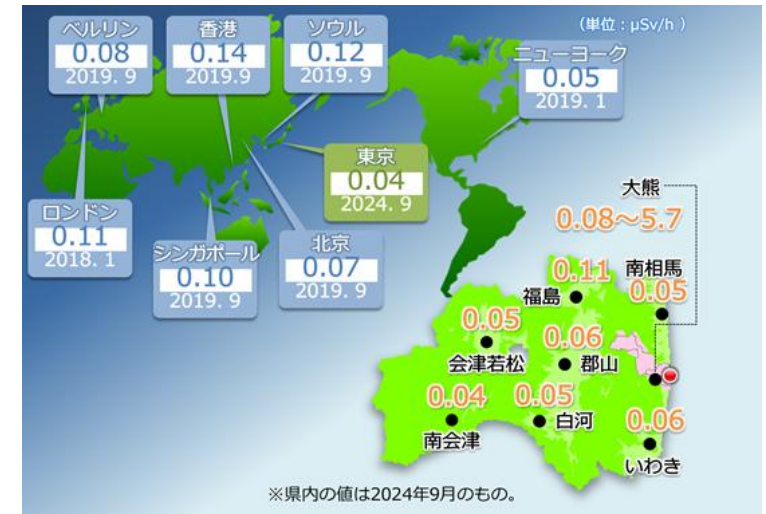 (単位：μSv/h )
ベルリン
0.08
2019. 9
香港
0.14
2019.9
ソウル
0.12
2019. 9
ニューヨーク
0.05
2019. 1
東京
0.04
2024. 9
ロンドン
0.11
2018. 1
シンガポール
0.10
2019. 9
北京
0.07
2019. 9
大熊
0.08～5.7
福島
0.11
南相馬
0.05
会津若松
0.05
郡山
0.06
南会津
0.04
白河
0.05
いわき
0.06
※県内の値は2024年9月のもの。